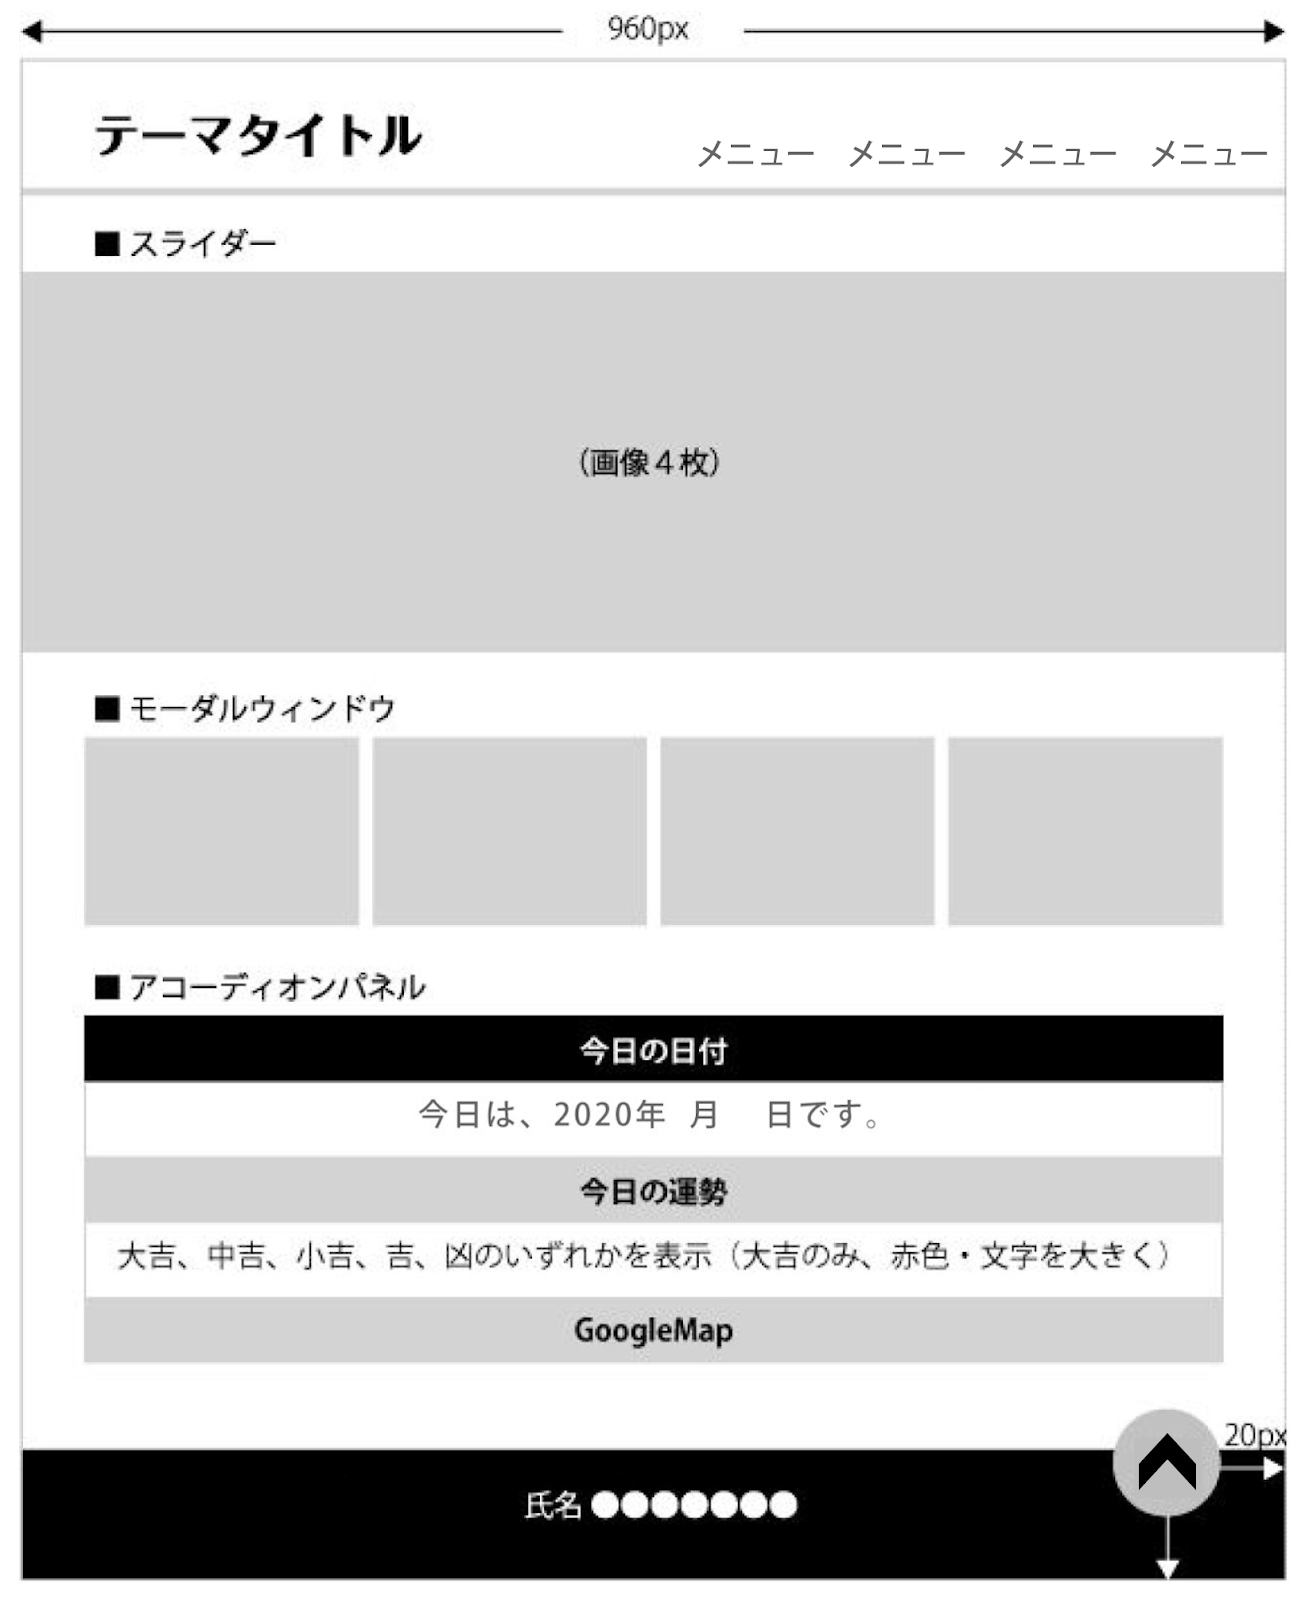 960px
テーマタイトル
メニュー メニュー メニュー メニュー
■ スライダー
（画像４枚）
■ モーダルウィンドウ
■ アコーディオンパネル
今日の日付
今日は、2020年 月 日です。
今日の運勢
大吉、中吉、小吉、吉、凶のいずれかを表示（大吉のみ、赤色・文字を大きく）
GoogleMap
20px
氏名 ●●●●●●●